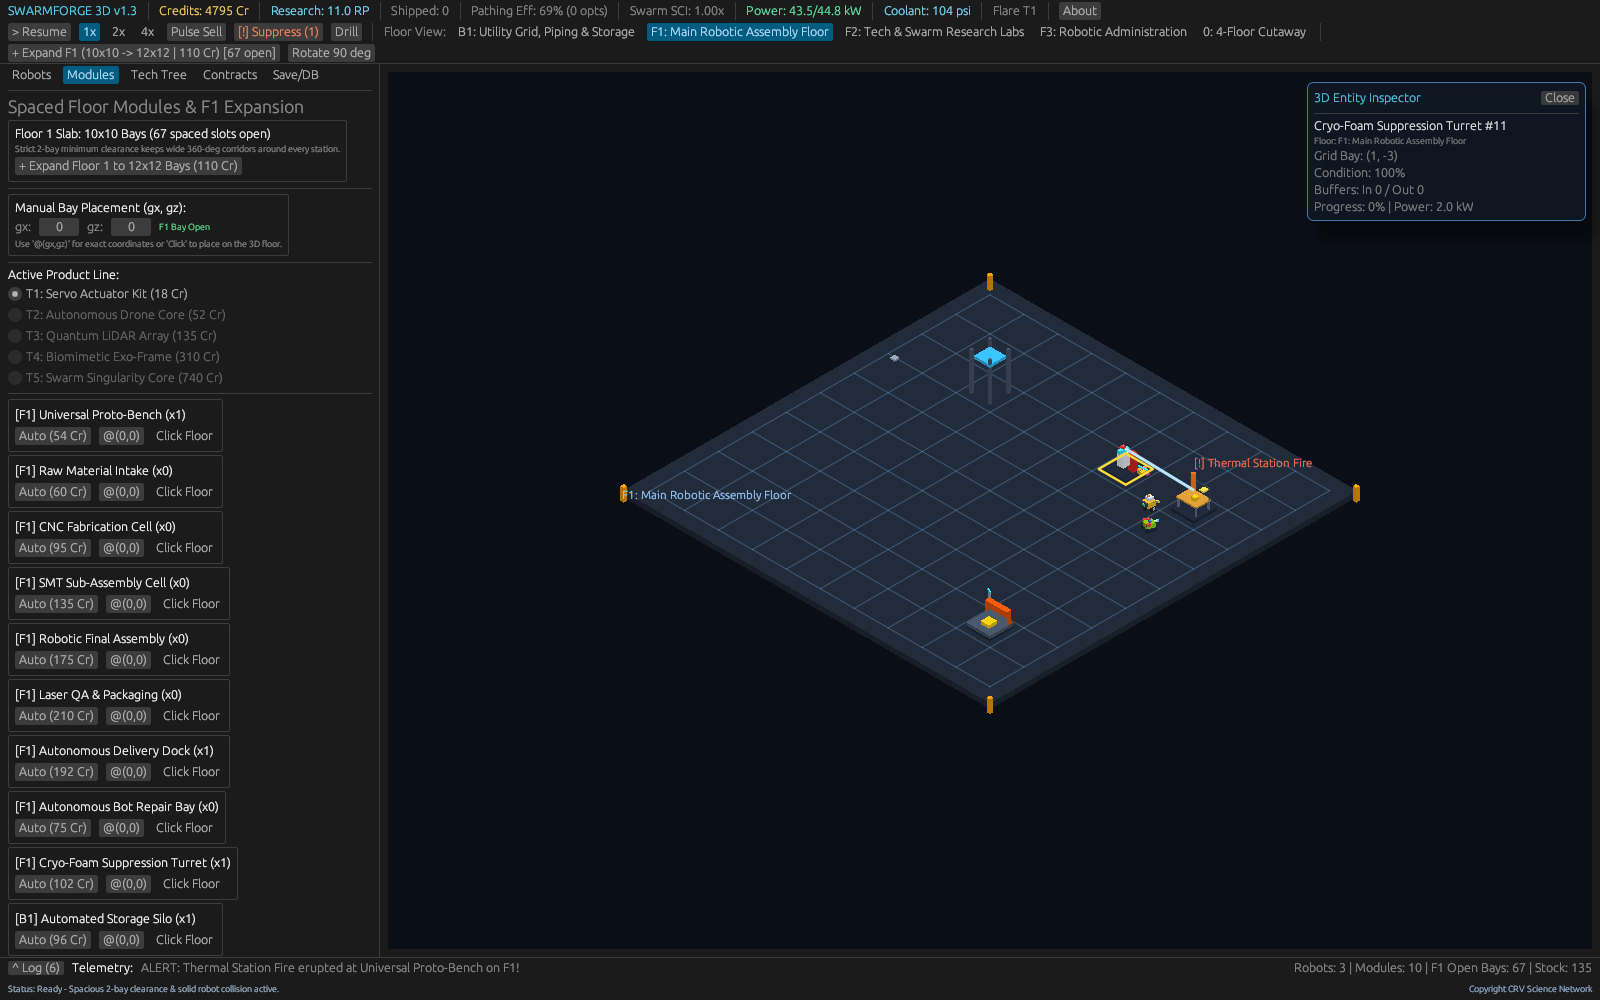 SWARMFORGE 3D v1.3 Credits: 4795 Cr Research: 11.0 RP Shipped: 0 Pathing Eff: 69% (0 opts) Swarm SCI: 1.00x Power: 43.5/44.8 kW Coolant: 104 psi Flare T1 About
> Resume 1x 2x 4x Pulse Sell [!] Suppress (1) Drill Floor View: B1: Utility Grid, Piping & Storage F1: Main Robotic Assembly Floor F2: Tech & Swarm Research Labs F3: Robotic Administration 0: 4-Floor Cutaway
+ Expand F1 (10x10 -> 12x12 | 110 Cr) [67 open] Rotate 90 deg
Robots Modules Tech Tree Contracts Save/DB
Spaced Floor Modules & F1 Expansion
Floor 1 Slab: 10x10 Bays (67 spaced slots open)
Strict 2-bay minimum clearance keeps wide 360-deg corridors around every station.
+ Expand Floor 1 to 12x12 Bays (110 Cr)
Manual Bay Placement (gx, gz):
gx: 0 gz: 0 F1 Bay Open
Use '@(gx,gz)' for exact coordinates or 'Click' to place on the 3D floor.
Active Product Line:
T1: Servo Actuator Kit (18 Cr)
T2: Autonomous Drone Core (52 Cr)
T3: Quantum LiDAR Array (135 Cr)
T4: Biomimetic Exo-Frame (310 Cr)
T5: Swarm Singularity Core (740 Cr)
[F1] Universal Proto-Bench (x1)
Auto (54 Cr) @(0,0) Click Floor
[F1] Raw Material Intake (x0)
Auto (60 Cr) @(0,0) Click Floor
[F1] CNC Fabrication Cell (x0)
Auto (95 Cr) @(0,0) Click Floor
[F1] SMT Sub-Assembly Cell (x0)
Auto (135 Cr) @(0,0) Click Floor
[F1] Robotic Final Assembly (x0)
Auto (175 Cr) @(0,0) Click Floor
[F1] Laser QA & Packaging (x0)
Auto (210 Cr) @(0,0) Click Floor
[F1] Autonomous Delivery Dock (x1)
Auto (192 Cr) @(0,0) Click Floor
[F1] Autonomous Bot Repair Bay (x0)
Auto (75 Cr) @(0,0) Click Floor
[F1] Cryo-Foam Suppression Turret (x1)
Auto (102 Cr) @(0,0) Click Floor
[B1] Automated Storage Silo (x1)
Auto (96 Cr) @(0,0) Click Floor
3D Entity Inspector Close
Cryo-Foam Suppression Turret #11
Floor: F1: Main Robotic Assembly Floor
Grid Bay: (1, -3)
Condition: 100%
Buffers: In 0 / Out 0
Progress: 0% | Power: 2.0 kW
[!] Thermal Station Fire
F1: Main Robotic Assembly Floor
^ Log (6) Telemetry: ALERT: Thermal Station Fire erupted at Universal Proto-Bench on F1! Robots: 3 | Modules: 10 | F1 Open Bays: 67 | Stock: 135
Status: Ready - Spacious 2-bay clearance & solid robot collision active. Copyright CRV Science Network